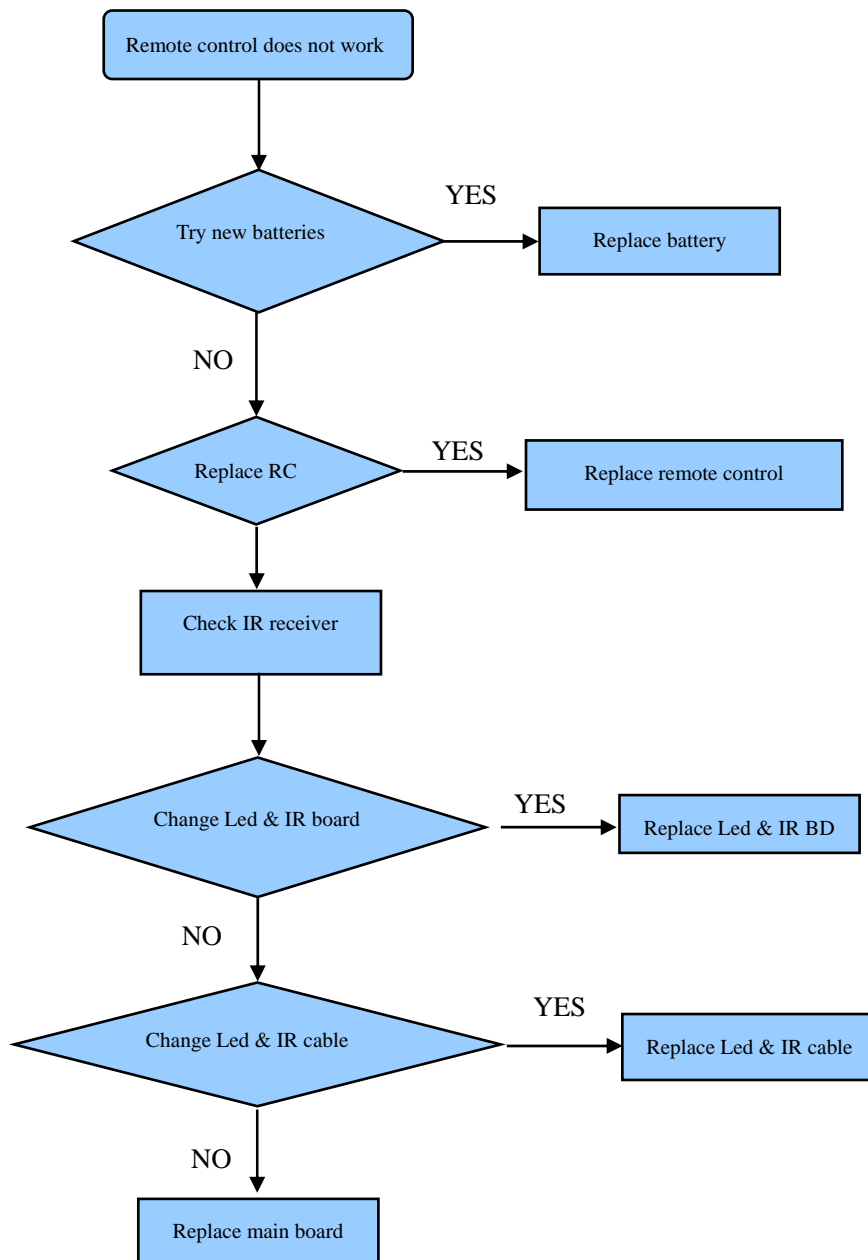 Remote control does not work
YES
Try new batteries
Replace battery
NO
YES
Replace RC
Replace remote control
Check IR receiver
YES
Change Led & IR board
Replace Led & IR BD
NO
YES
Change Led & IR cable
Replace Led & IR cable
NO
Replace main board